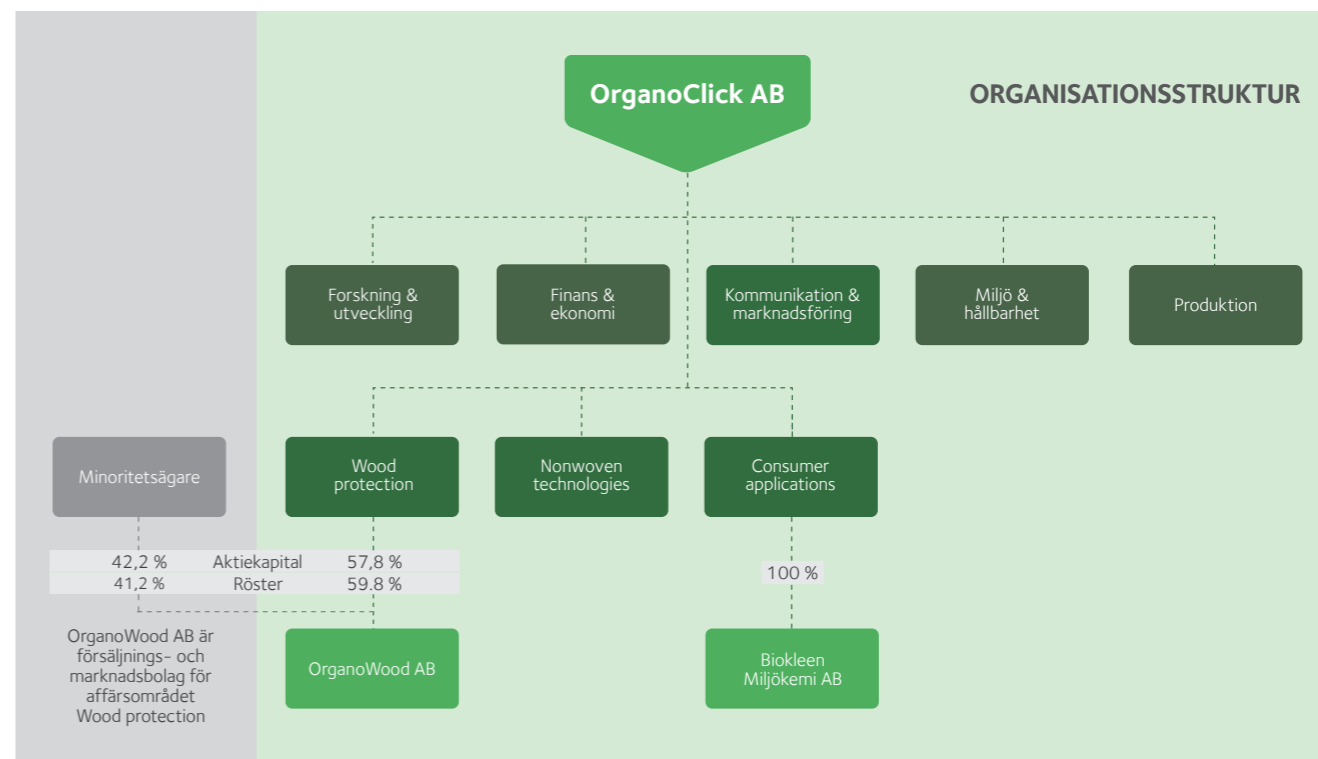 OrganoClick AB
ORGANISATIONSSTRUKTUR
Forskning &
utveckling
Finans &
ekonomi
Kommunikation &
marknadsföring
Miljö &
hållbarhet
Produktion
Minoritetsägare
Wood
protection
Nonwoven
technologies
Consumer
applications
42,2 % Aktiekapital 57,8 %
41,2 % Röster 59.8 %
100 %
OrganoWood AB är
försäljnings- och
marknadsbolag för
affärsområdet
Wood protection
OrganoWood AB
Biokleen
Miljökemi AB